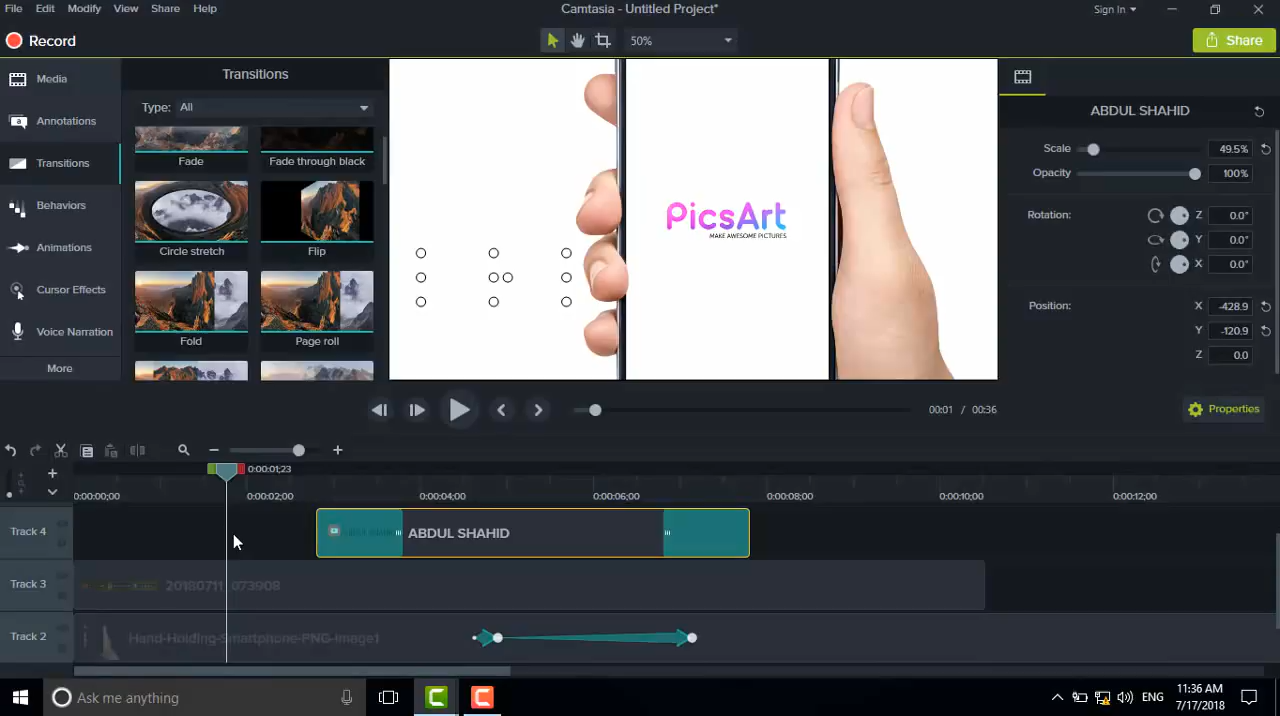 File Edit Modify View Share Help
Camtasia - Untitled Project*
Sign In
Record
50%
Share
Media
Annotations
Transitions
Behaviors
Animations
Cursor Effects
Voice Narration
More
Transitions
Type: All
Fade
Fade through black
Circle stretch
Flip
Fold
Page roll
PicsArt
MAKE AWESOME PICTURES
ABDUL SHAHID
Scale 49.5%
Opacity 100%
Rotation: Z 0.0°
Y 0.0°
X 0.0°
Position: X -428.9
Y -120.9
Z 0.0
00:01 / 00:36
Properties
0:00:01;23
0:00:00;00 0:00:02;00 0:00:04;00 0:00:06;00 0:00:08;00 0:00:10;00 0:00:12;00
Track 4
ABDUL SHAHID
Track 3
20180711_073908
Track 2
Hand-Holding-Smartphone-PNG-Image1
Ask me anything
ENG
11:36 AM
7/17/2018